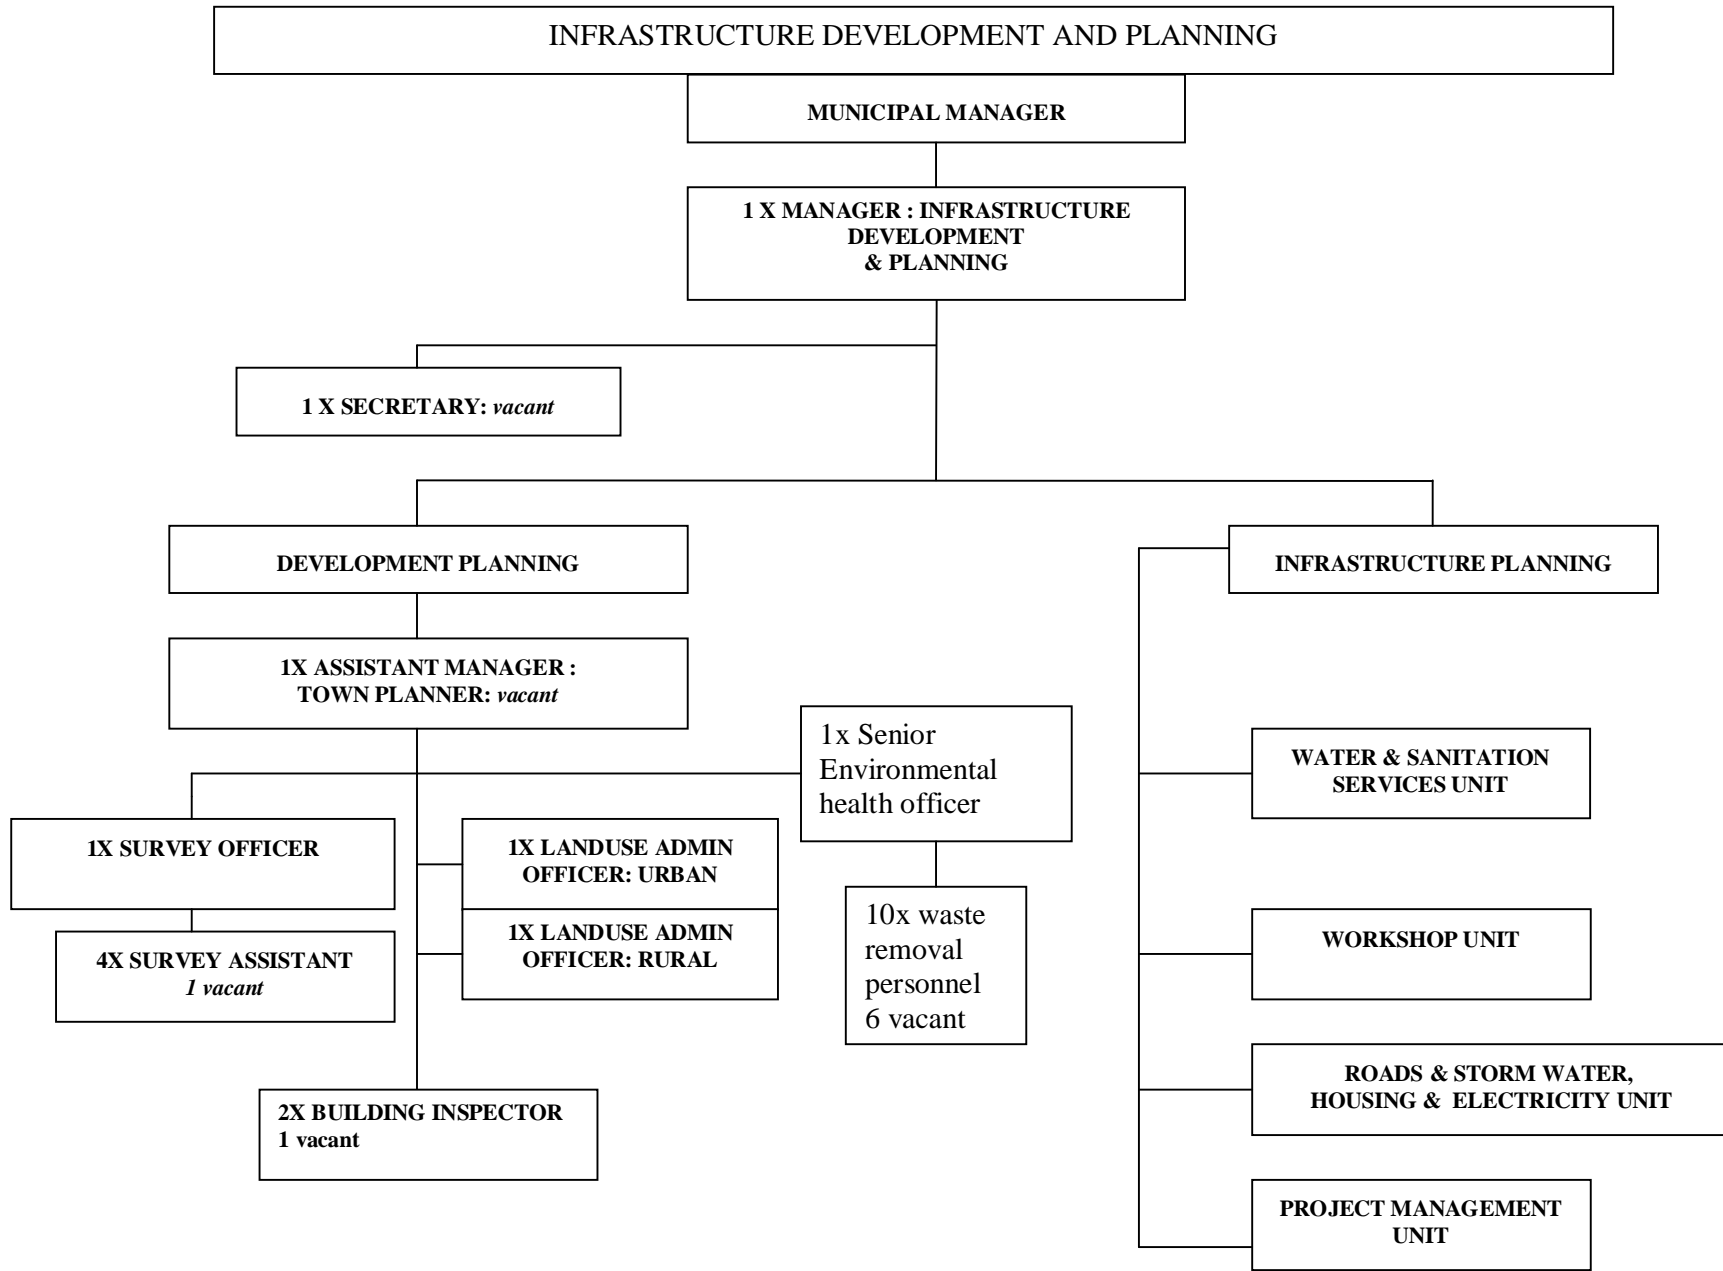 INFRASTRUCTURE DEVELOPMENT AND PLANNING
MUNICIPAL MANAGER
1 X MANAGER : INFRASTRUCTURE
DEVELOPMENT
& PLANNING
1 X SECRETARY: vacant
DEVELOPMENT PLANNING
INFRASTRUCTURE PLANNING
1X ASSISTANT MANAGER :
TOWN PLANNER: vacant
1x Senior
Environmental
health officer
WATER & SANITATION
SERVICES UNIT
1X SURVEY OFFICER
1X LANDUSE ADMIN
OFFICER: URBAN
10x waste
removal
personnel
6 vacant
1X LANDUSE ADMIN
OFFICER: RURAL
WORKSHOP UNIT
4X SURVEY ASSISTANT
1 vacant
ROADS & STORM WATER,
HOUSING & ELECTRICITY UNIT
2X BUILDING INSPECTOR
1 vacant
PROJECT MANAGEMENT
UNIT